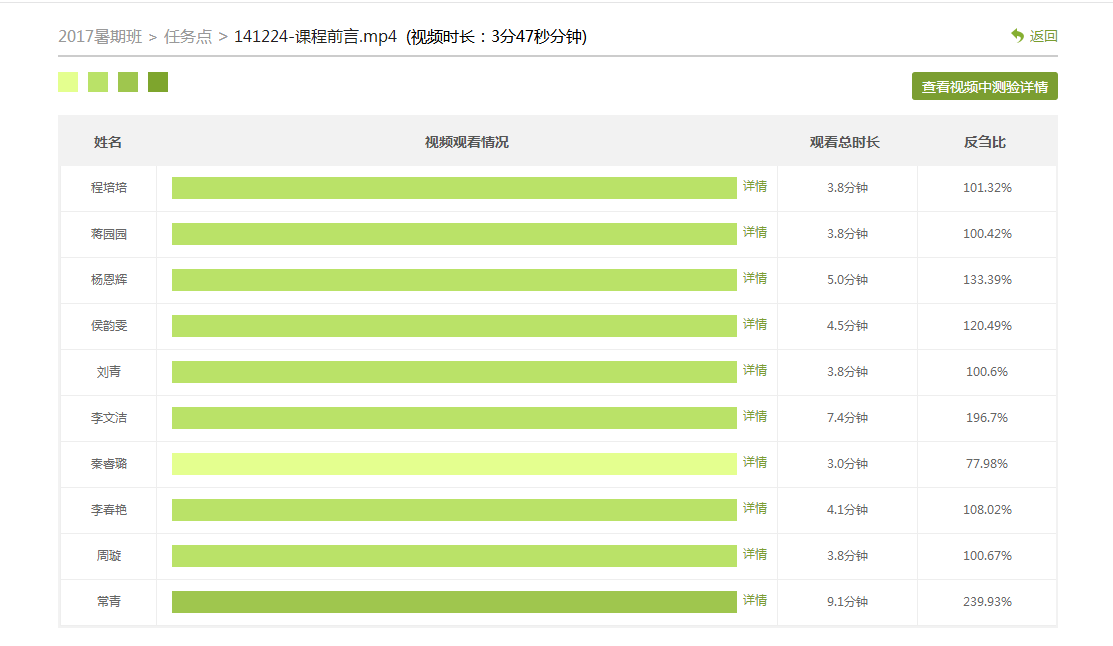 2017暑期班 > 任务点 > 141224-课程前言.mp4 (视频时长：3分47秒分钟) 返回
查看视频中测验详情
姓名 视频观看情况 观看总时长 反刍比
程培培 详情 3.8分钟 101.32%
蒋园园 详情 3.8分钟 100.42%
杨恩辉 详情 5.0分钟 133.39%
侯韵雯 详情 4.5分钟 120.49%
刘青 详情 3.8分钟 100.6%
李文洁 详情 7.4分钟 196.7%
秦睿璐 详情 3.0分钟 77.98%
李春艳 详情 4.1分钟 108.02%
周璇 详情 3.8分钟 100.67%
常青 详情 9.1分钟 239.93%